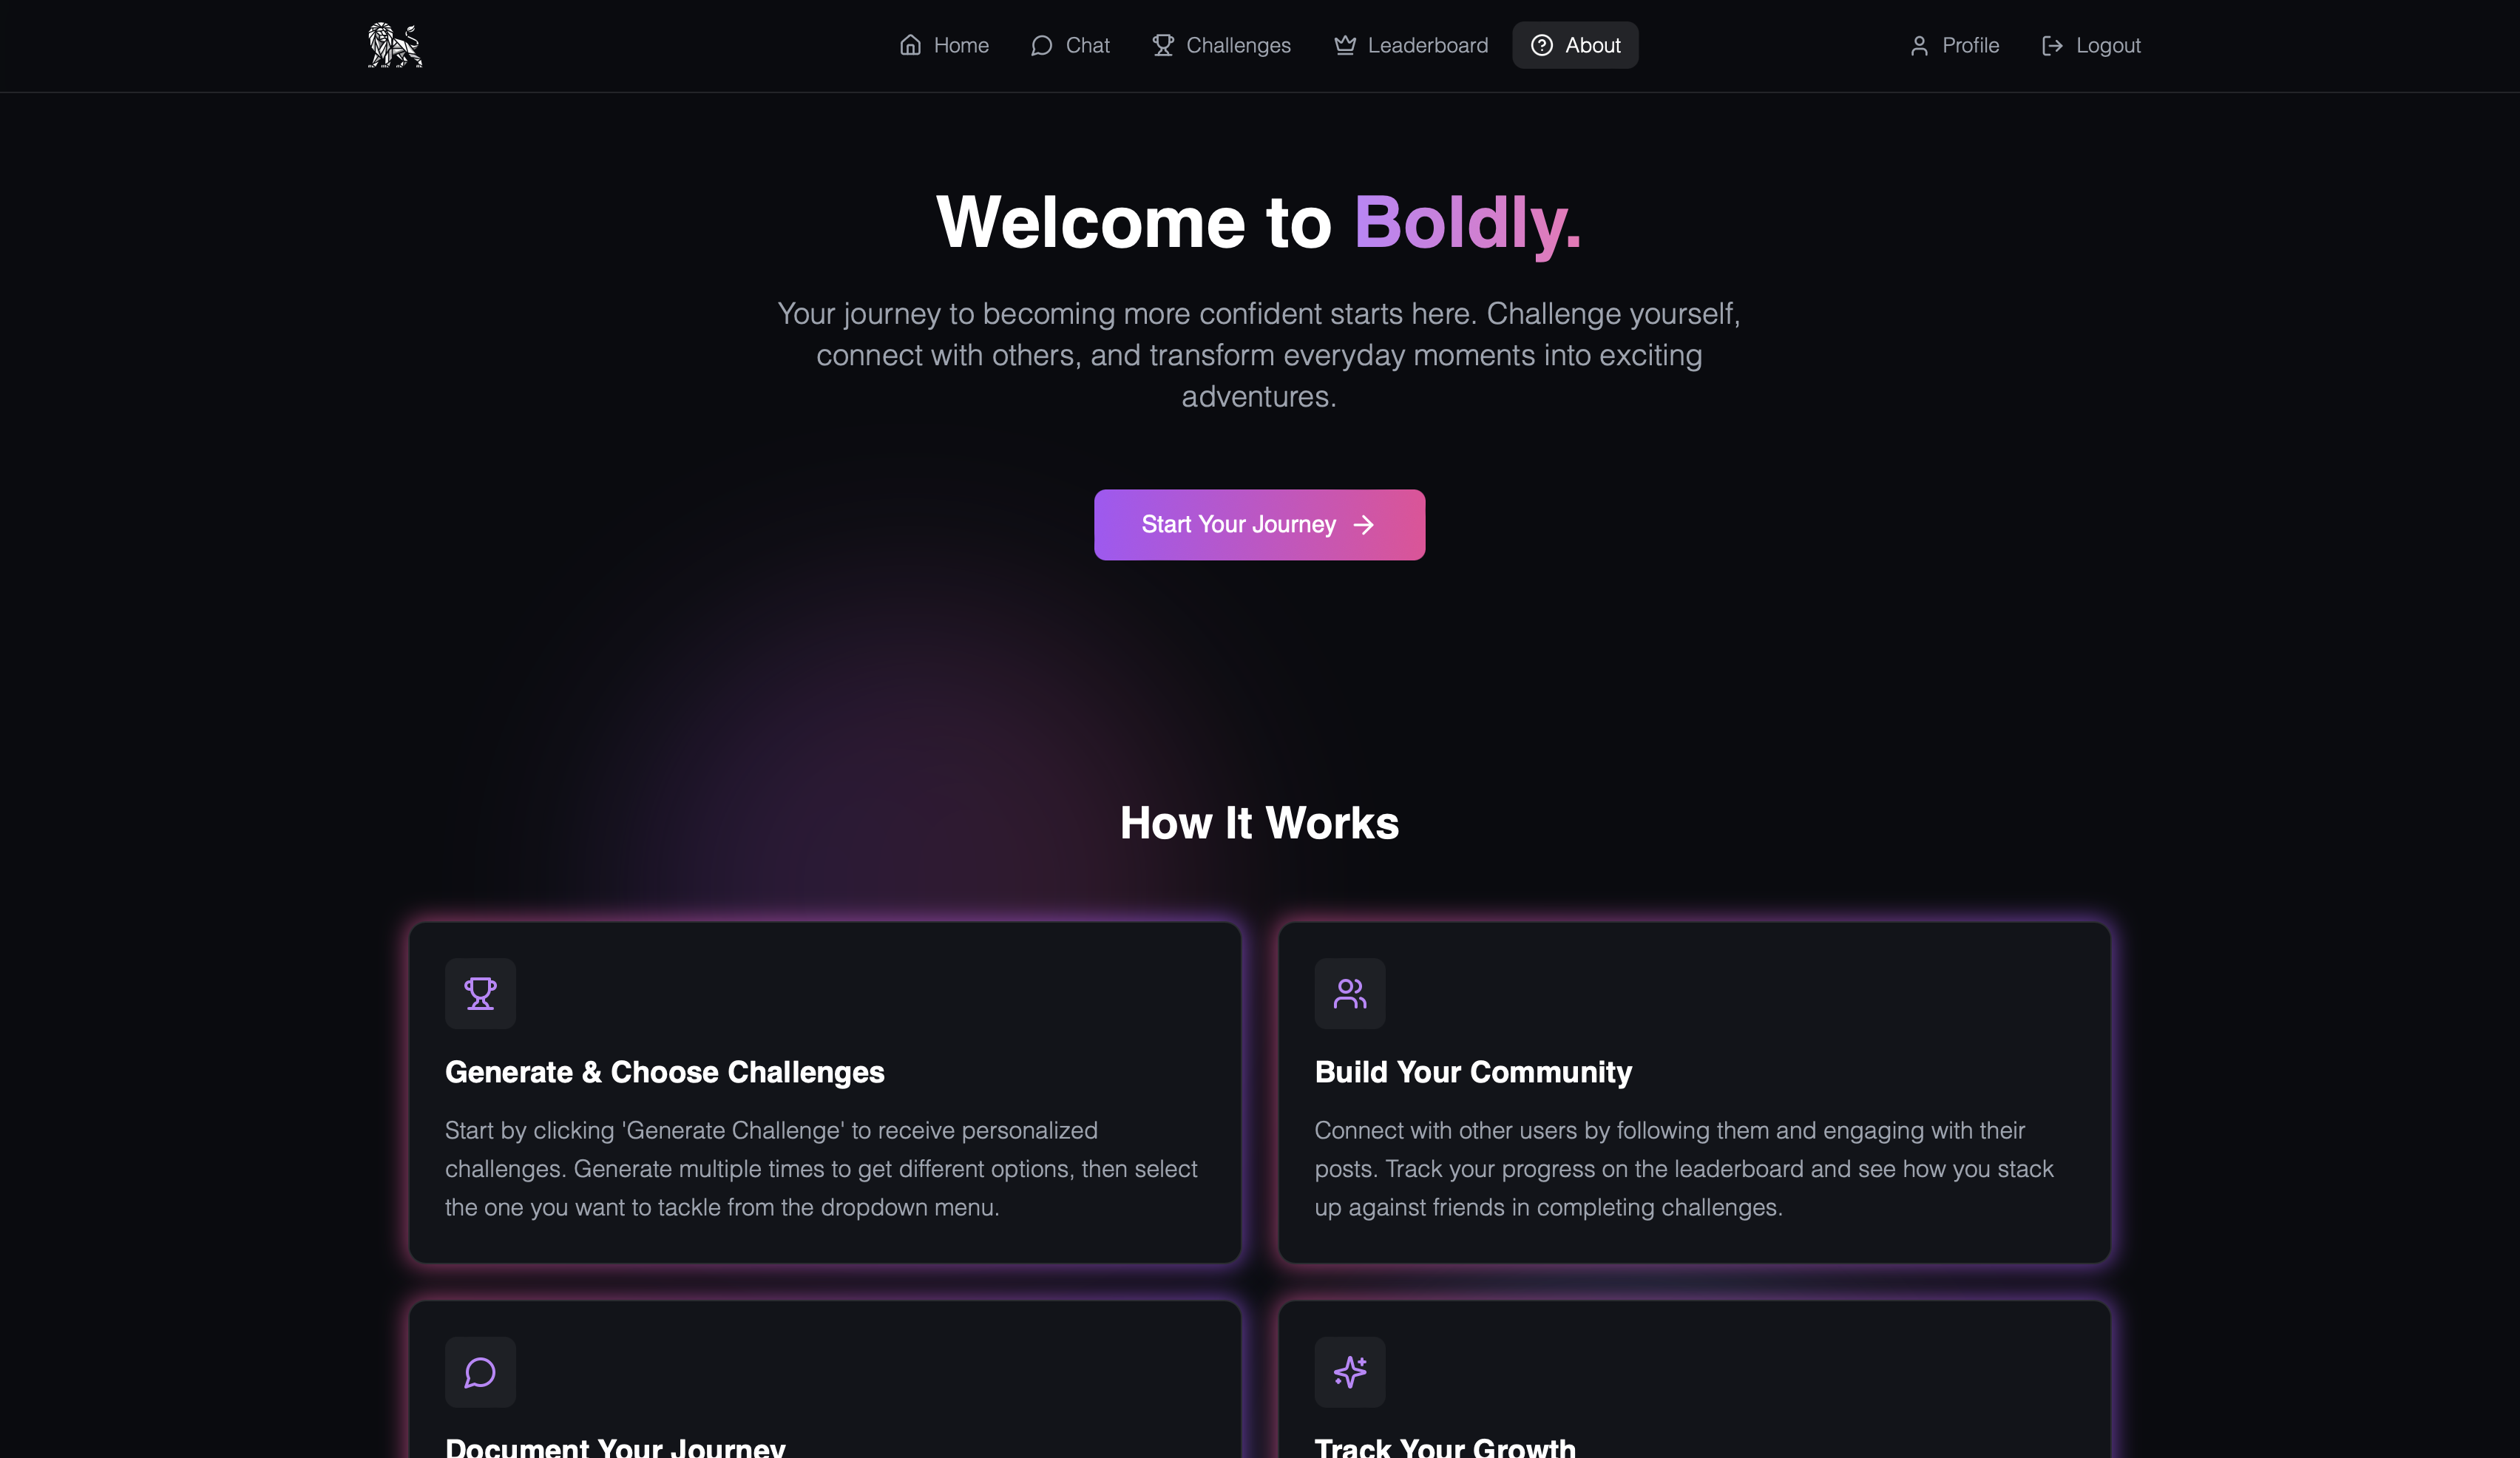 Home
Chat
Challenges
Leaderboard
About
Profile
Logout
Welcome to Boldly.
Your journey to becoming more confident starts here. Challenge yourself,
connect with others, and transform everyday moments into exciting
adventures.
Start Your Journey
How It Works
Generate & Choose Challenges
Start by clicking 'Generate Challenge' to receive personalized
challenges. Generate multiple times to get different options, then select
the one you want to tackle from the dropdown menu.
Build Your Community
Connect with other users by following them and engaging with their
posts. Track your progress on the leaderboard and see how you stack
up against friends in completing challenges.
Document Your Journey
Track Your Growth